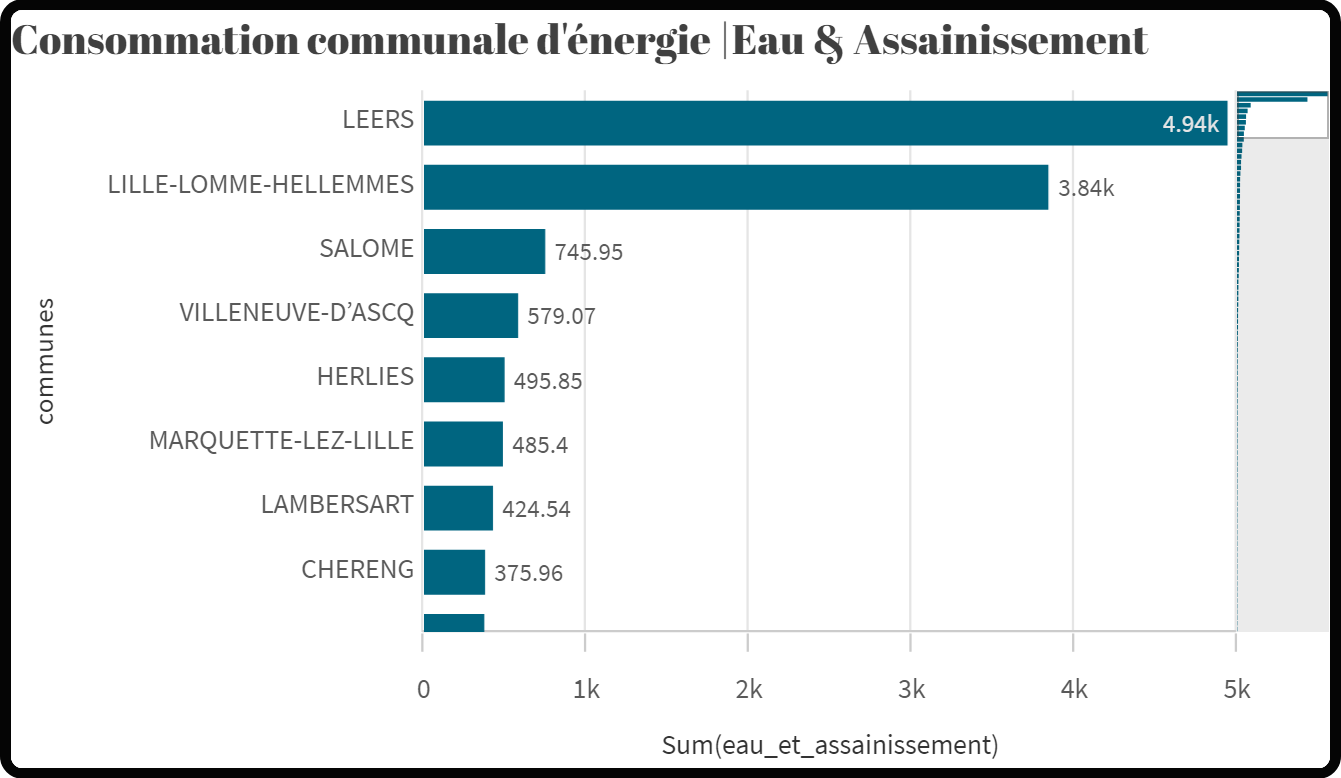 Consommation communale d'énergie |Eau & Assainissement
communes
LEERS 4.94k
LILLE-LOMME-HELLEMMES 3.84k
SALOME 745.95
VILLENEUVE-D’ASCQ 579.07
HERLIES 495.85
MARQUETTE-LEZ-LILLE 485.4
LAMBERSART 424.54
CHERENG 375.96
0 1k 2k 3k 4k 5k
Sum(eau_et_assainissement)